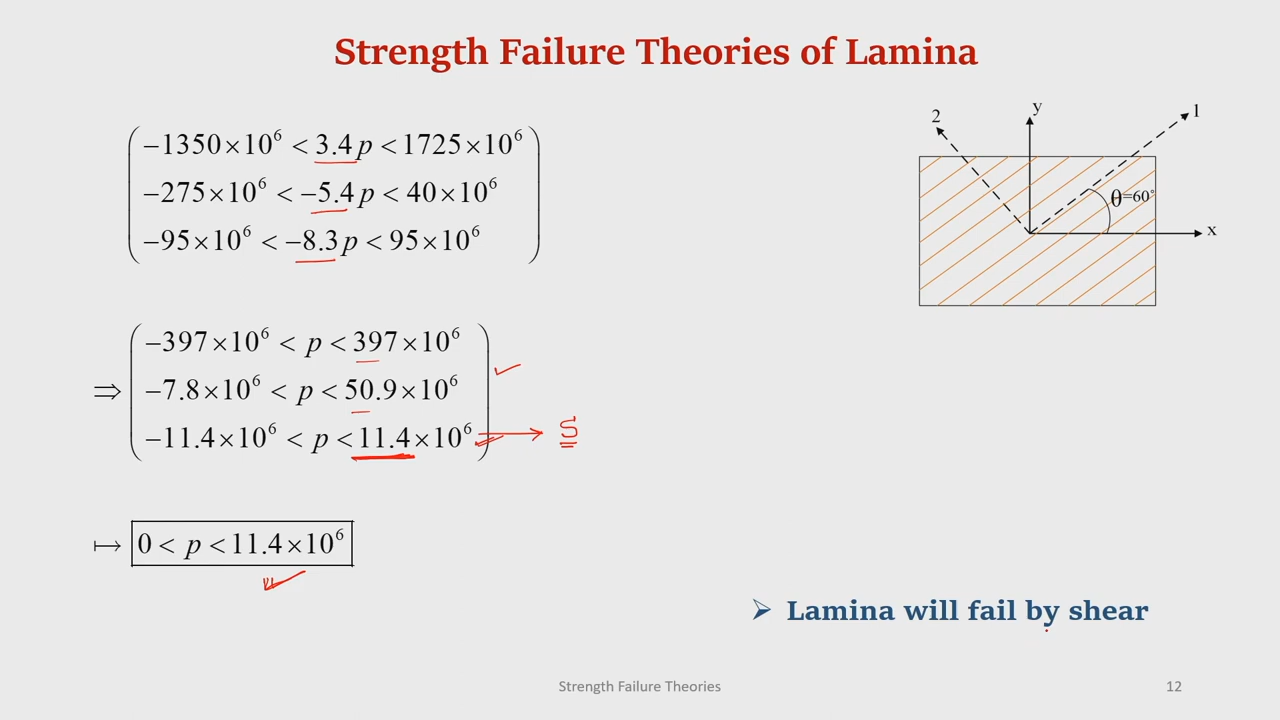 Strength Failure Theories of Lamina
−1350×10⁶ < 3.4p < 1725×10⁶
−275×10⁶ < −5.4p < 40×10⁶
−95×10⁶ < −8.3p < 95×10⁶
2
y
1
θ=60°
x
⇒
−397×10⁶ < p < 397×10⁶
−7.8×10⁶ < p < 50.9×10⁶
−11.4×10⁶ < p < 11.4×10⁶ → S
↦ 0 < p < 11.4×10⁶
➢ Lamina will fail by shear
Strength Failure Theories
12